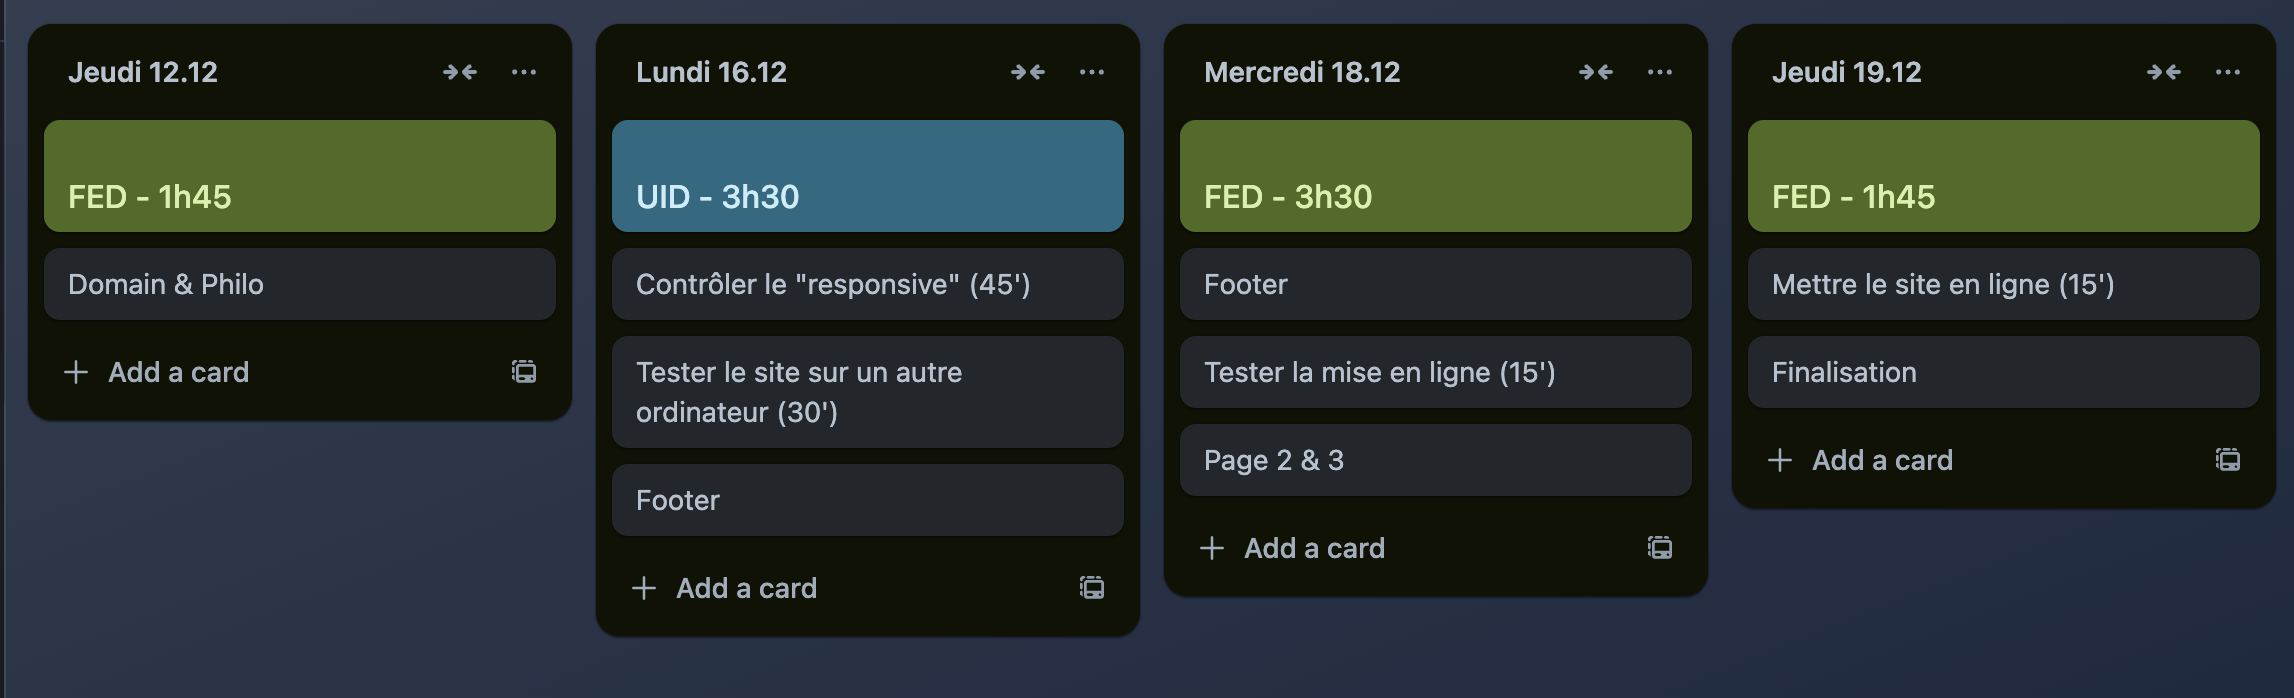 Jeudi 12.12
FED - 1h45
Domain & Philo
Add a card
Lundi 16.12
UID - 3h30
Contrôler le "responsive" (45')
Tester le site sur un autre
ordinateur (30')
Footer
Add a card
Mercredi 18.12
FED - 3h30
Footer
Tester la mise en ligne (15')
Page 2 & 3
Add a card
Jeudi 19.12
FED - 1h45
Mettre le site en ligne (15')
Finalisation
Add a card